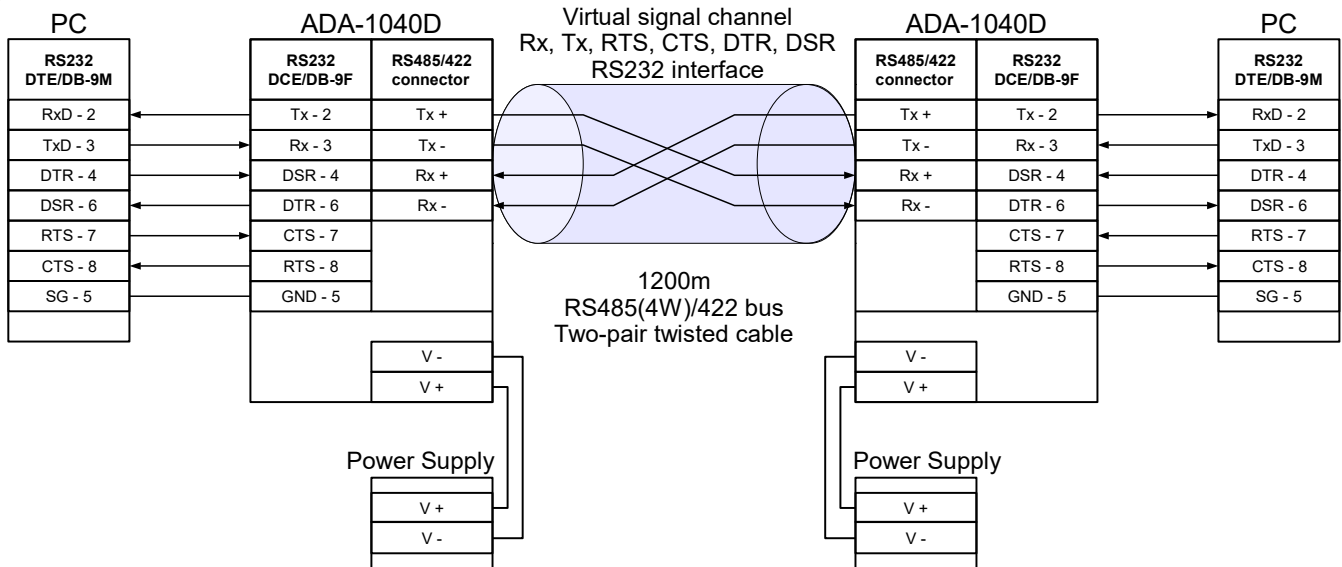 PC
ADA-1040D
Virtual signal channel
Rx, Tx, RTS, CTS, DTR, DSR
RS232 interface
ADA-1040D
PC
RS232
DTE/DB-9M
RxD - 2
TxD - 3
DTR - 4
DSR - 6
RTS - 7
CTS - 8
SG - 5
RS232
DCE/DB-9F
Tx - 2
Rx - 3
DSR - 4
DTR - 6
CTS - 7
RTS - 8
GND - 5
RS485/422
connector
Tx +
Tx -
Rx +
Rx -
V -
V +
1200m
RS485(4W)/422 bus
Two-pair twisted cable
RS485/422
connector
Tx +
Tx -
Rx +
Rx -
V -
V +
RS232
DCE/DB-9F
Tx - 2
Rx - 3
DSR - 4
DTR - 6
CTS - 7
RTS - 8
GND - 5
RS232
DTE/DB-9M
RxD - 2
TxD - 3
DTR - 4
DSR - 6
RTS - 7
CTS - 8
SG - 5
Power Supply
V +
V -
Power Supply
V +
V -